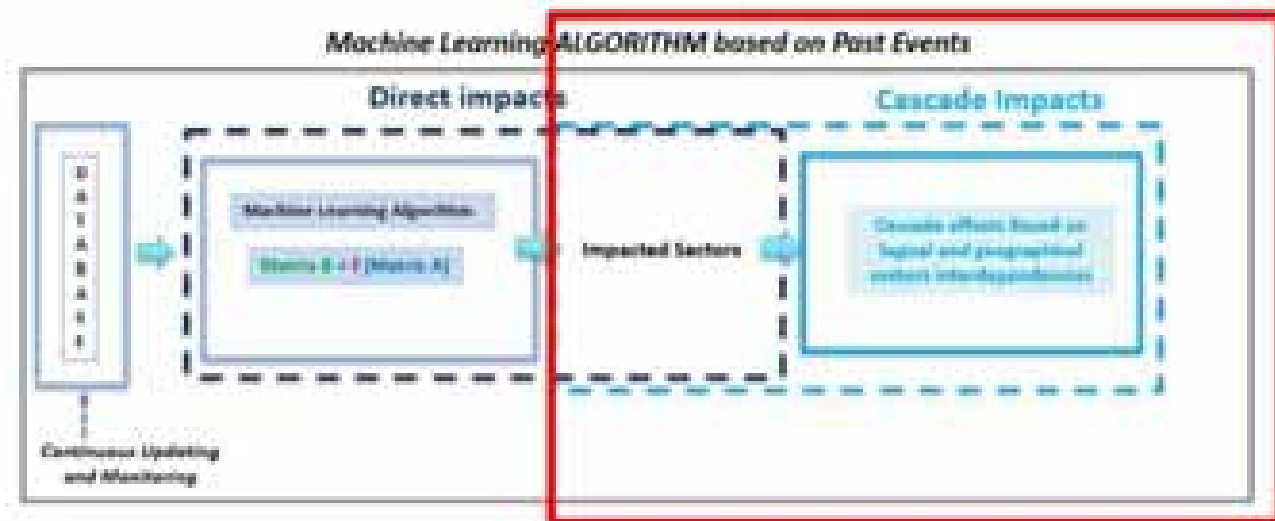 Machine Learning ALGORITHM based on Past Events
Direct impacts
Cascade Impacts
DATABASE
Machine Learning Algorithm
Matrix B = F (Matrix A)
Impacted Sectors
Cascade effects Based on
logical and geographical
sectors interdependencies
Continuous Updating
and Monitoring